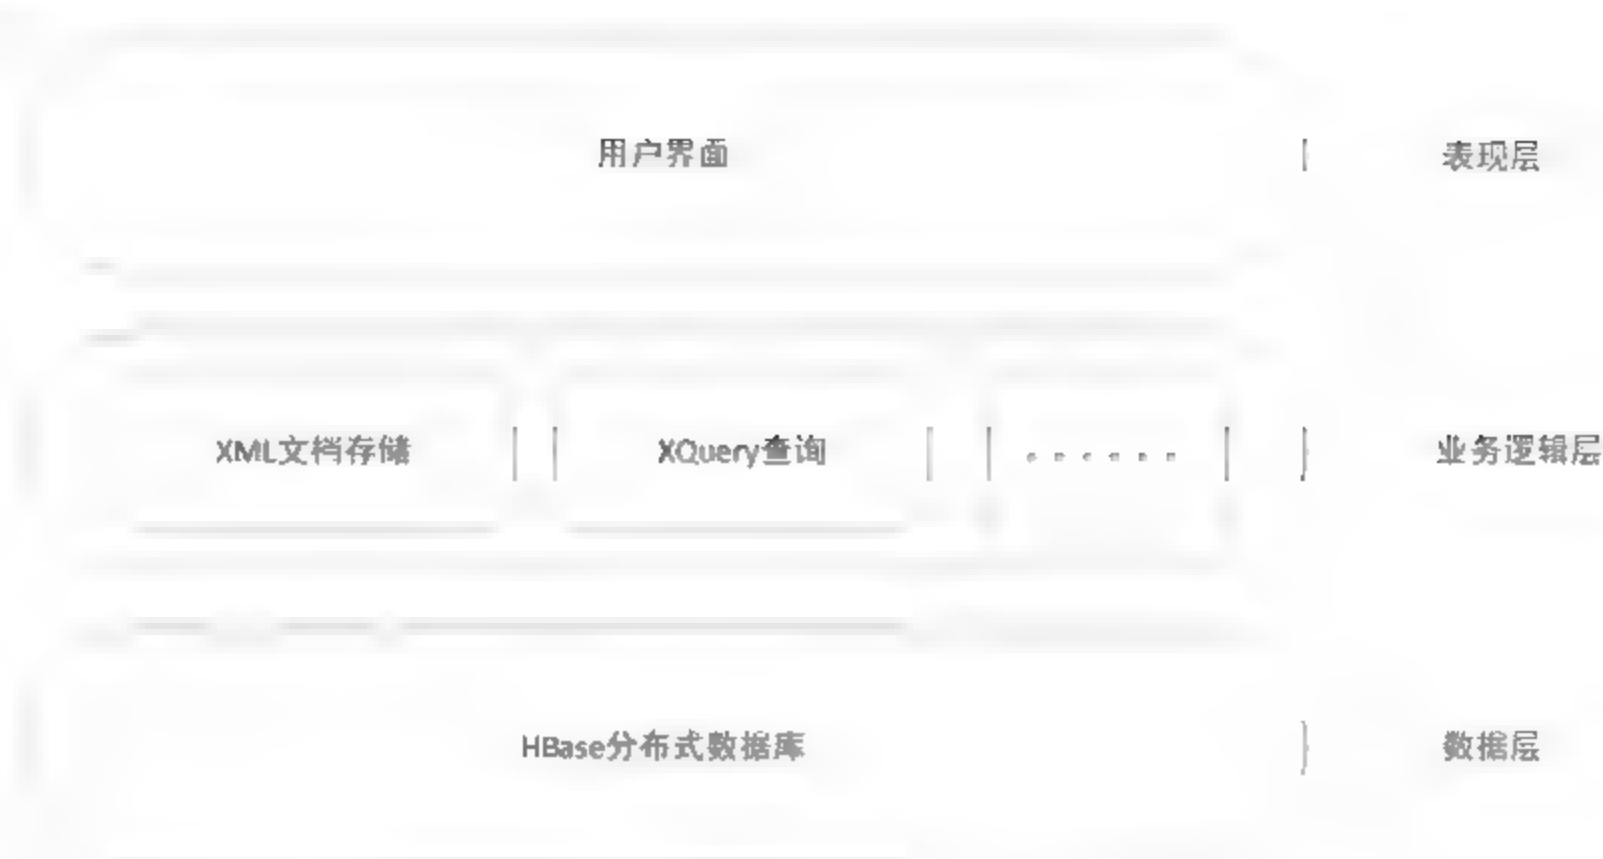 用户界面
表现层
XML文档存储
XQuery查询
......
业务逻辑层
HBase分布式数据库
数据层